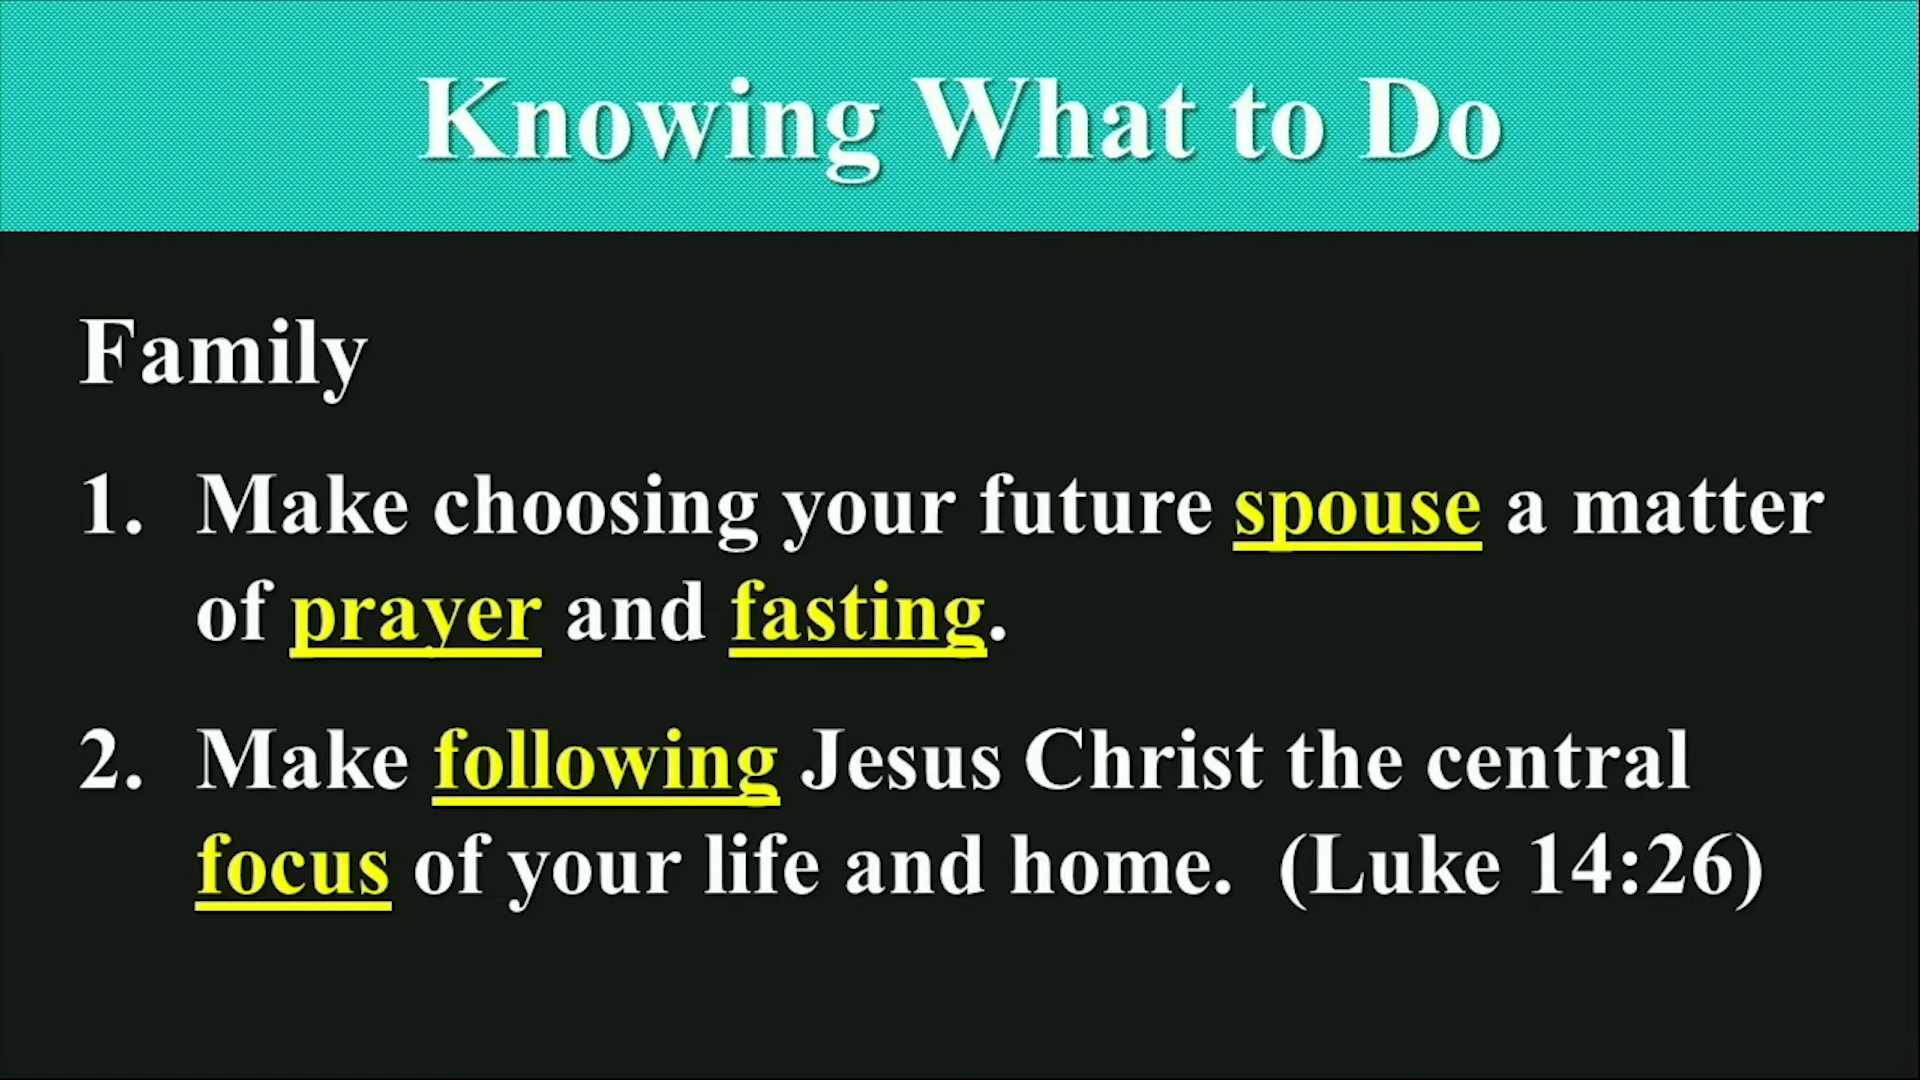 Knowing What to Do
Family
1. Make choosing your future spouse a matter
of prayer and fasting.
2. Make following Jesus Christ the central
focus of your life and home. (Luke 14:26)